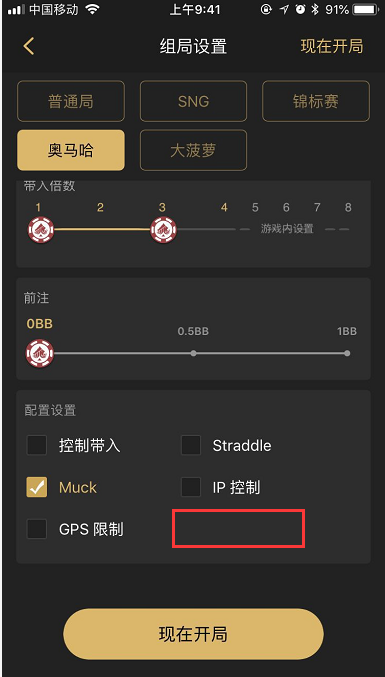 中国移动 上午9:41 91%
组局设置 现在开局
普通局 SNG 锦标赛
奥马哈 大菠萝
带入倍数
1 2 3 4 5 6 7 8
游戏内设置
前注
0BB 0.5BB 1BB
配置设置
控制带入 Straddle
Muck IP 控制
GPS 限制
现在开局